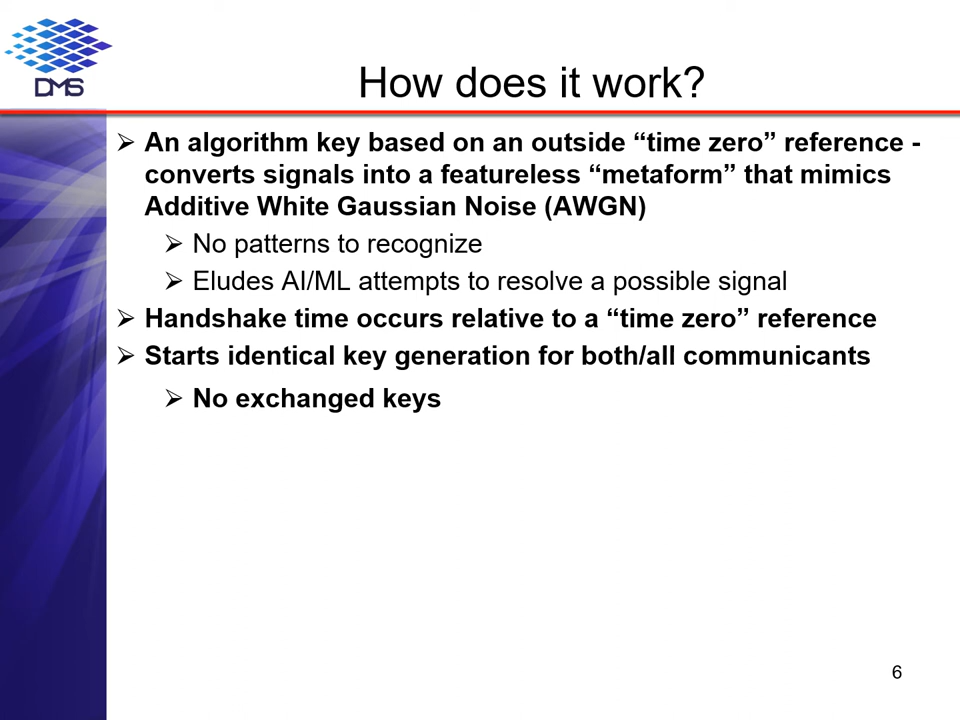 DMS
How does it work?
An algorithm key based on an outside “time zero” reference -
converts signals into a featureless “metaform” that mimics
Additive White Gaussian Noise (AWGN)
No patterns to recognize
Eludes AI/ML attempts to resolve a possible signal
Handshake time occurs relative to a “time zero” reference
Starts identical key generation for both/all communicants
No exchanged keys
6